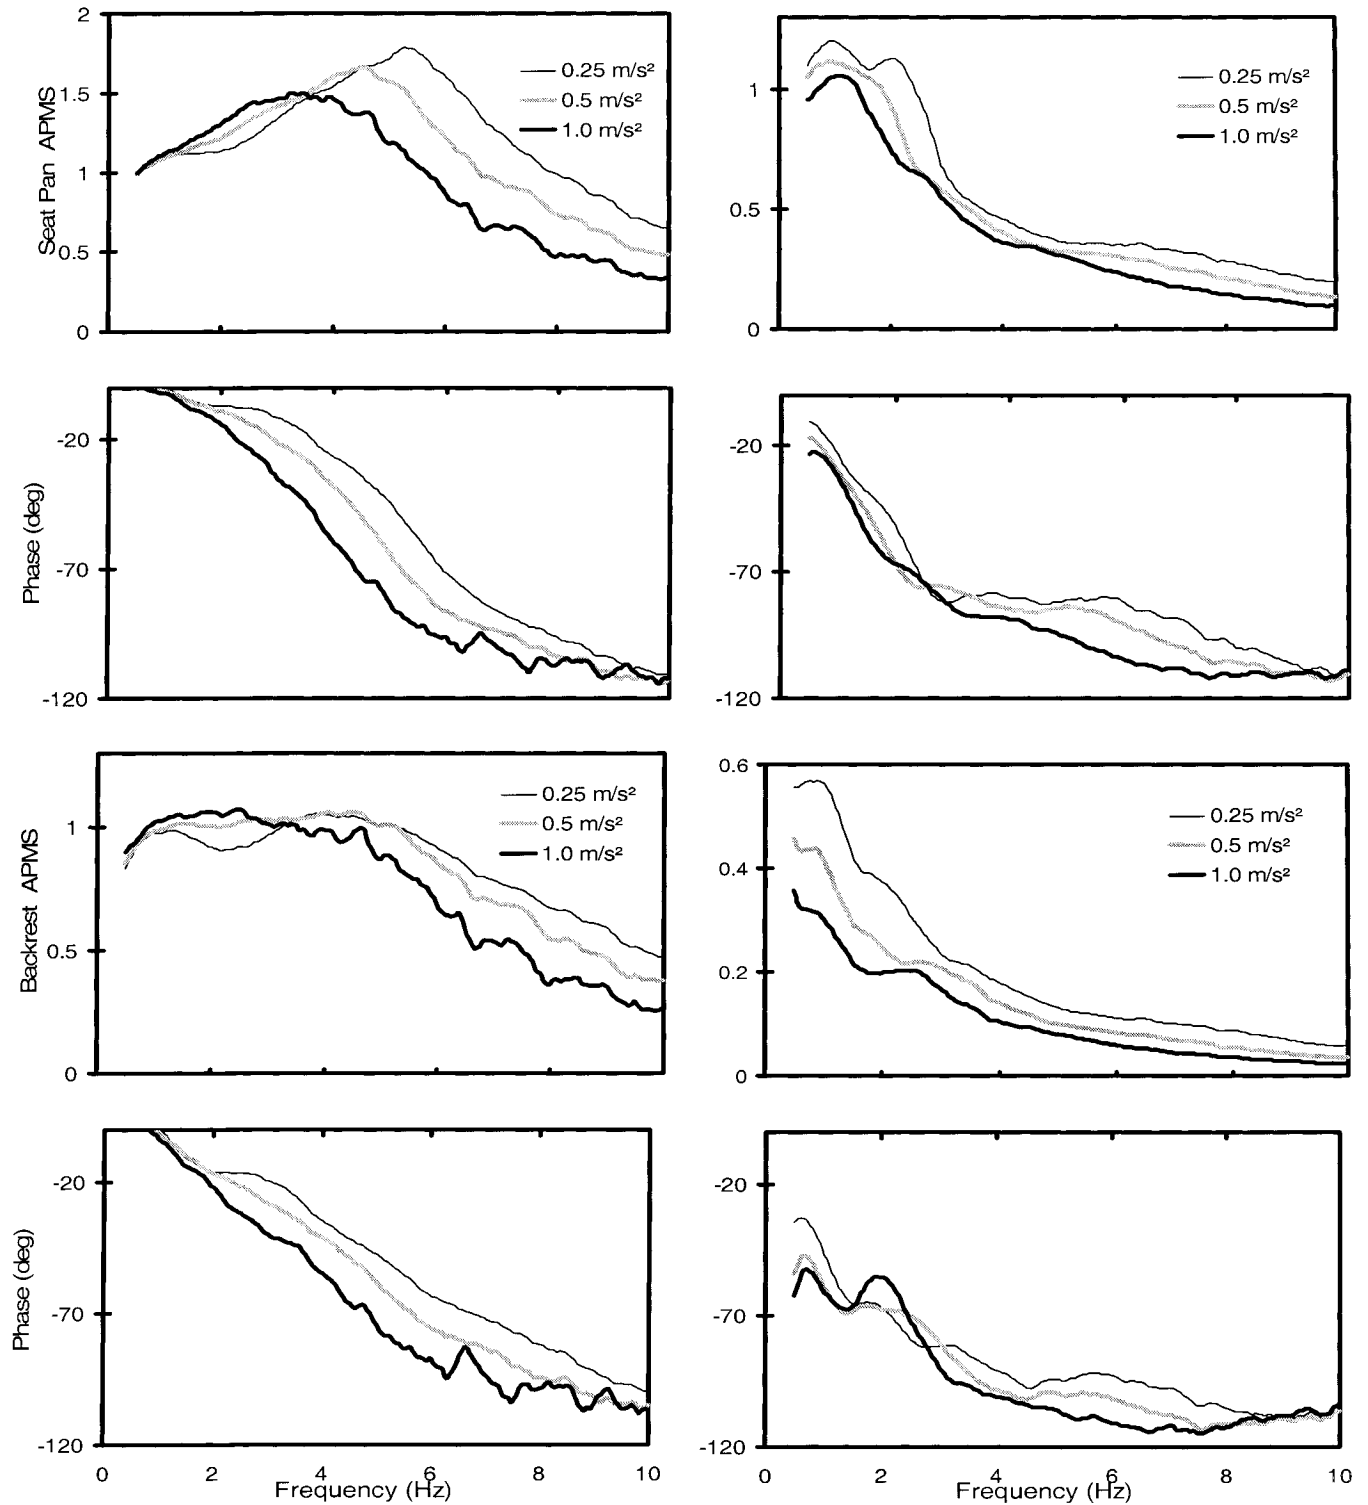 2
1.5
1
0.5
0
Seat Pan APMS
0.25 m/s²
0.5 m/s²
1.0 m/s²
1
0.5
0
0.25 m/s²
0.5 m/s²
1.0 m/s²
-20
-70
-120
Phase (deg)
-20
-70
-120
1
0.5
0
Backrest APMS
0.25 m/s²
0.5 m/s²
1.0 m/s²
0.6
0.4
0.2
0
0.25 m/s²
0.5 m/s²
1.0 m/s²
-20
-70
-120
Phase (deg)
0 2 4 6 8 10
Frequency (Hz)
-20
-70
-120
0 2 4 6 8 10
Frequency (Hz)